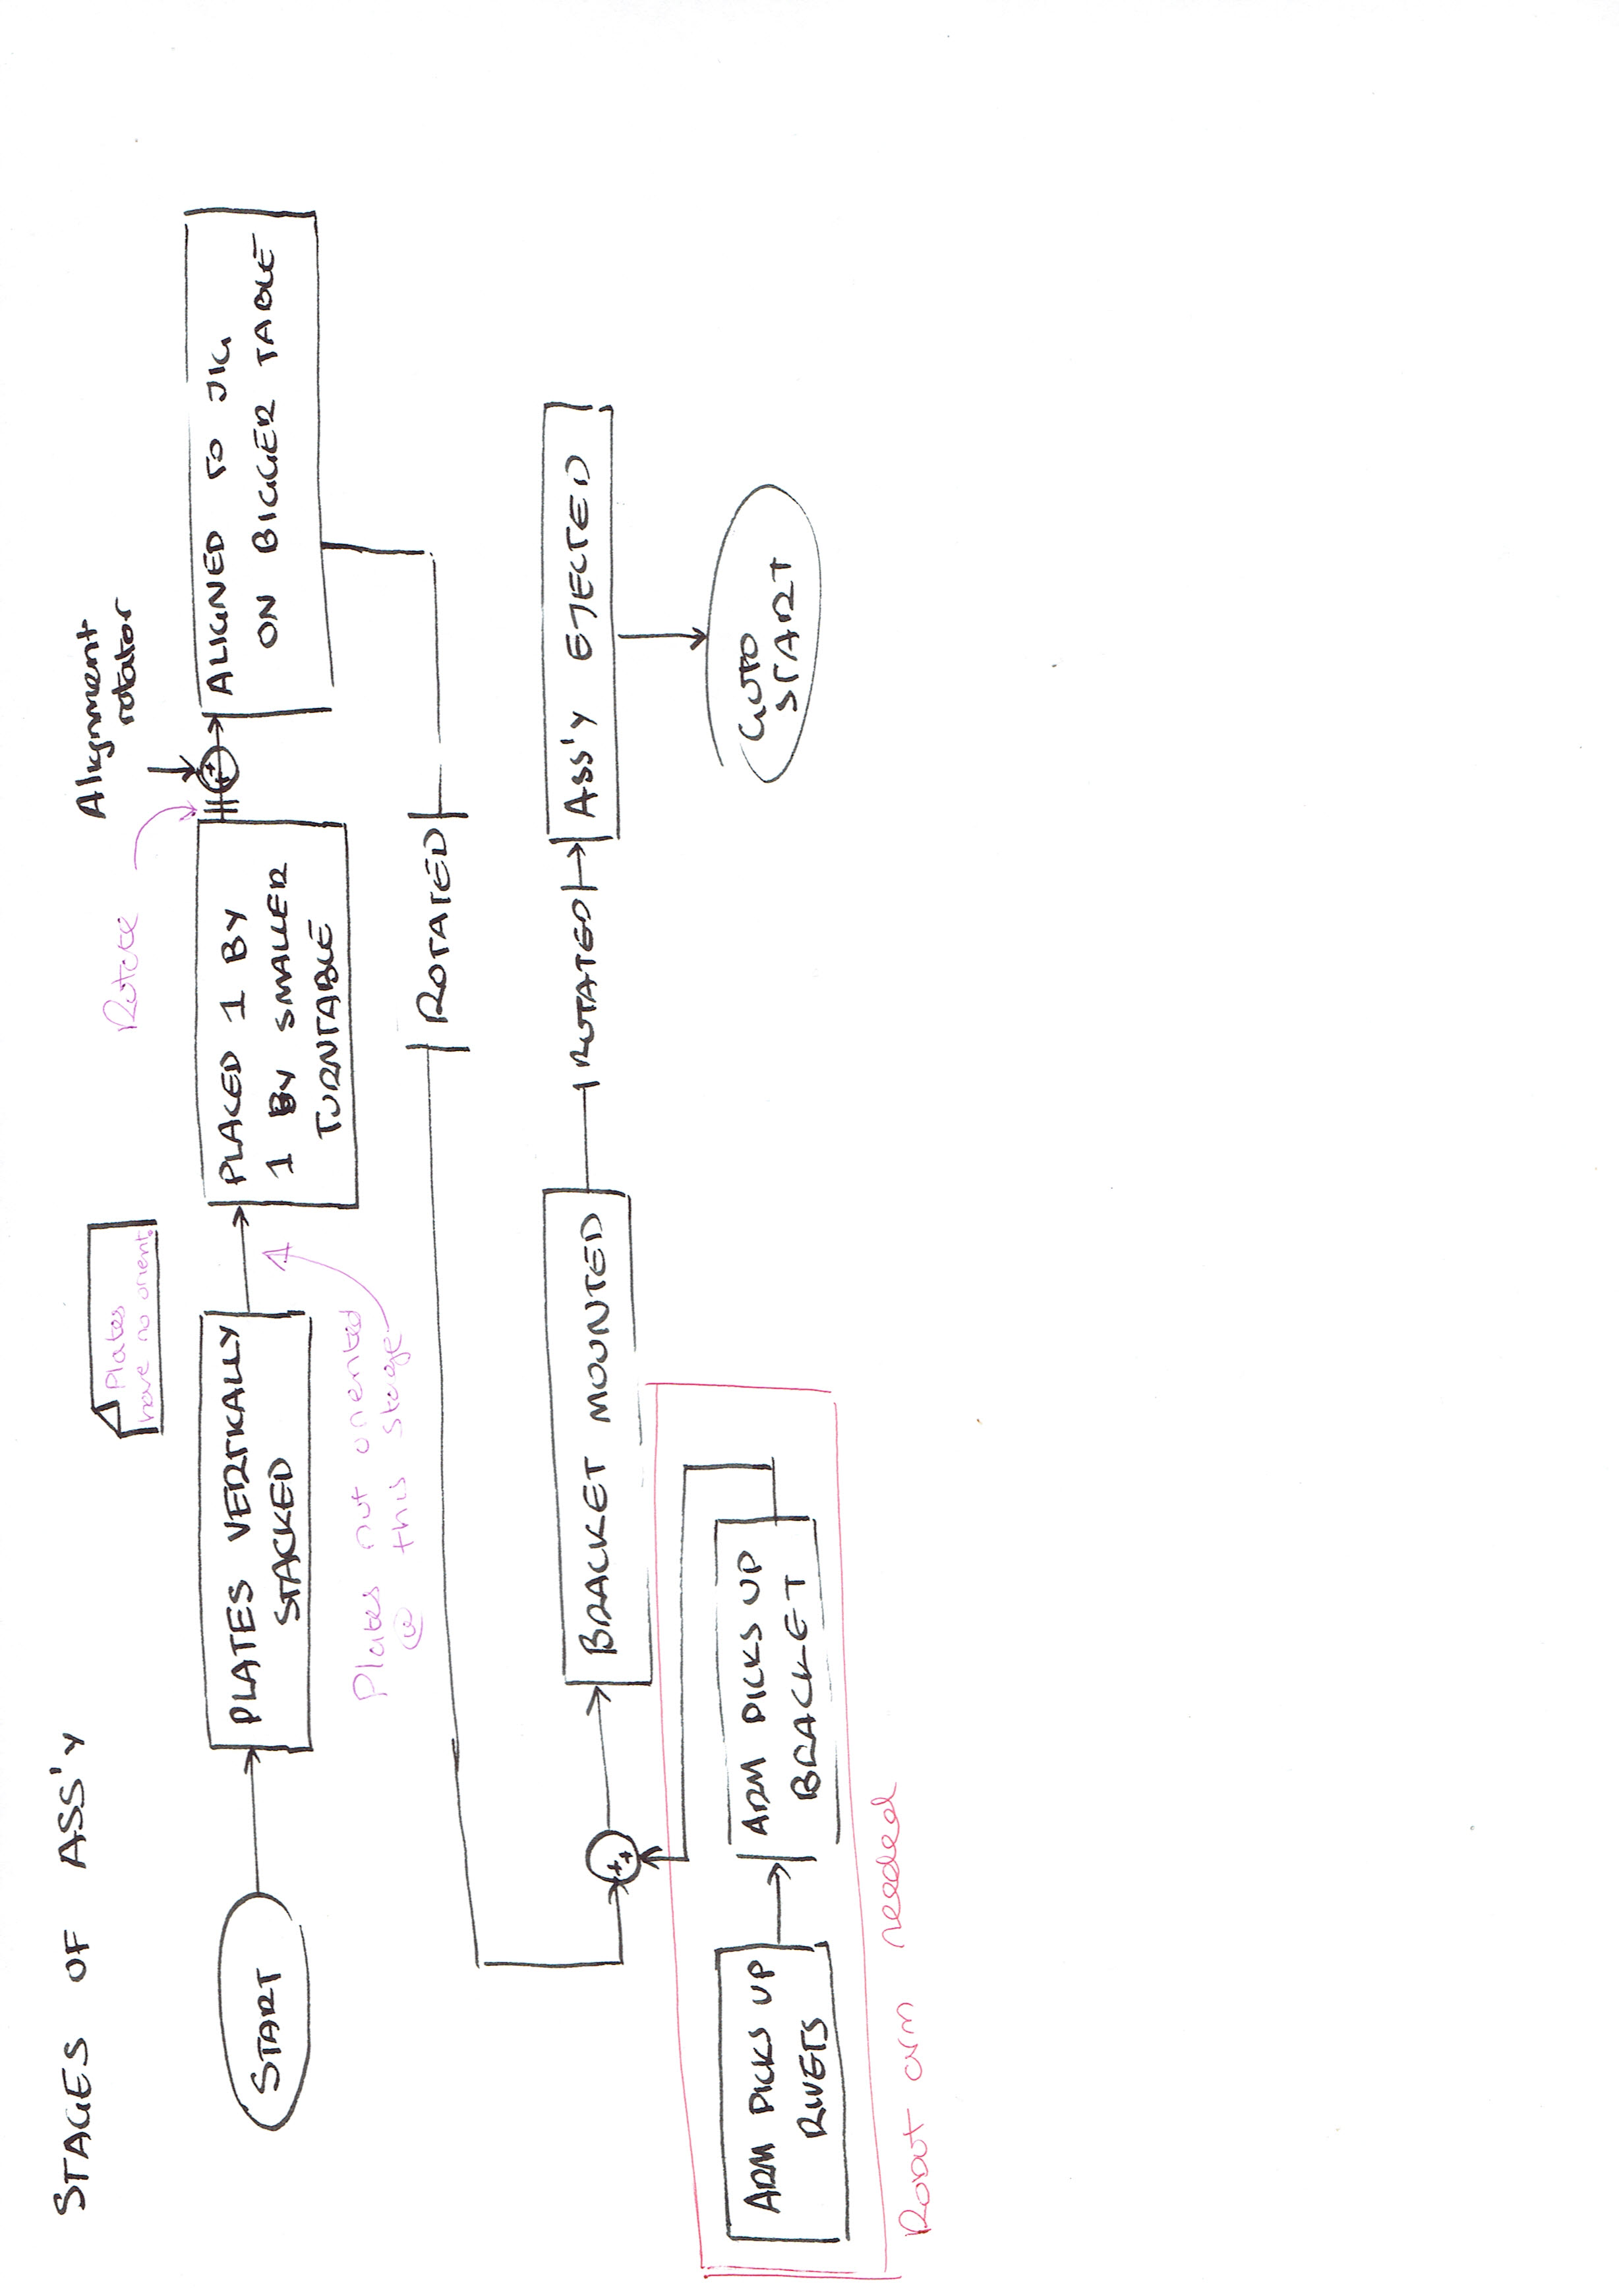 STAGES OF ASS'Y
START
PLATES VERTICALLY
STACKED
Plates
have no orient.
Plates not oriented
@ this stage
PLACED 1 BY
1 BY SMALLER
TURNTABLE
Rotate
Alignment
rotator
++
ALIGNED TO JIG
ON BIGGER TABLE
ROTATED
++
BRACKET MOUNTED
ROTATED
ASS'Y EJECTED
GOTO
START
ARM PICKS UP
RIVETS
ARM PICKS UP
BRACKET
Robot arm needed